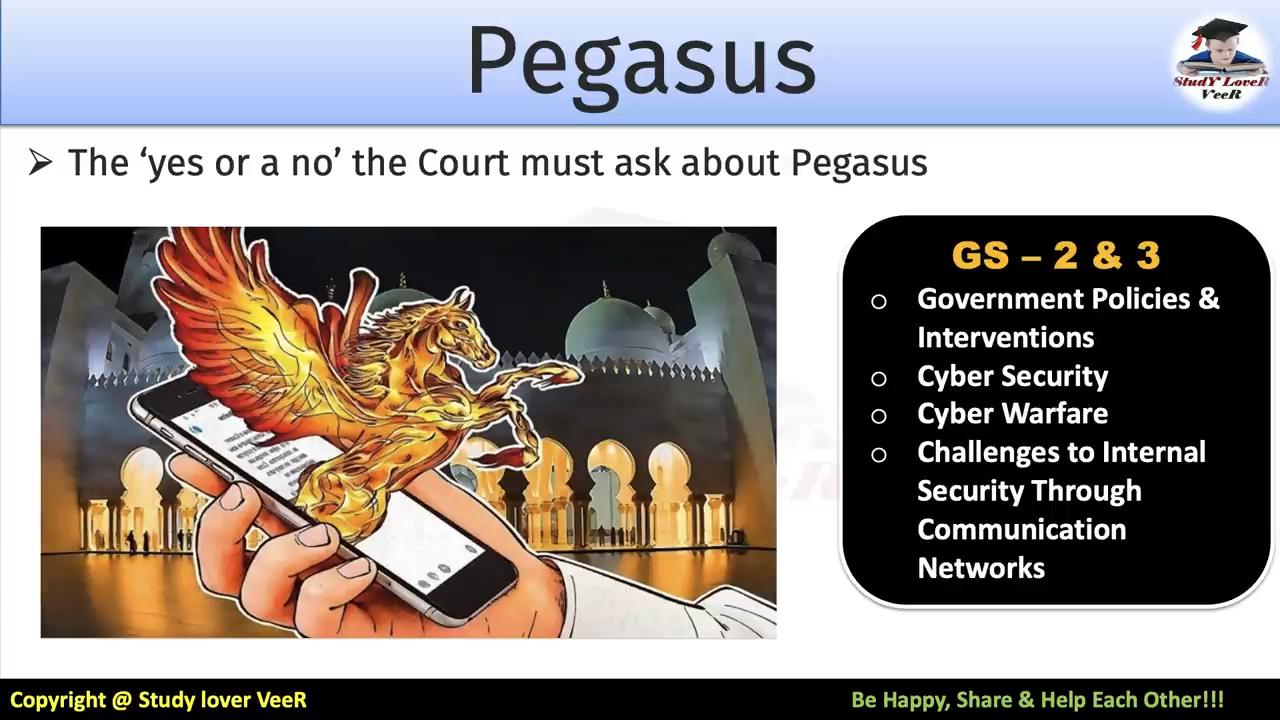 Pegasus
StudY LoveR
VeeR
➢ The ‘yes or a no’ the Court must ask about Pegasus
GS – 2 & 3
o Government Policies &
Interventions
o Cyber Security
o Cyber Warfare
o Challenges to Internal
Security Through
Communication
Networks
Copyright @ Study lover VeeR
Be Happy, Share & Help Each Other!!!